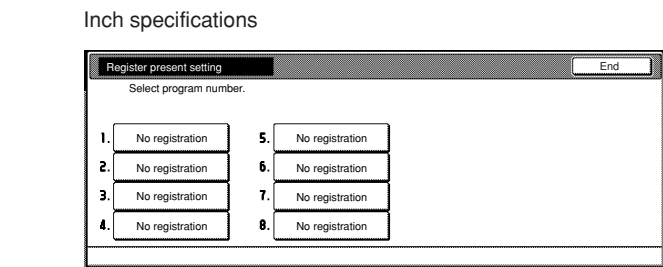 Inch specifications
Register present setting End
Select program number.
1. No registration 5. No registration
2. No registration 6. No registration
3. No registration 7. No registration
4. No registration 8. No registration